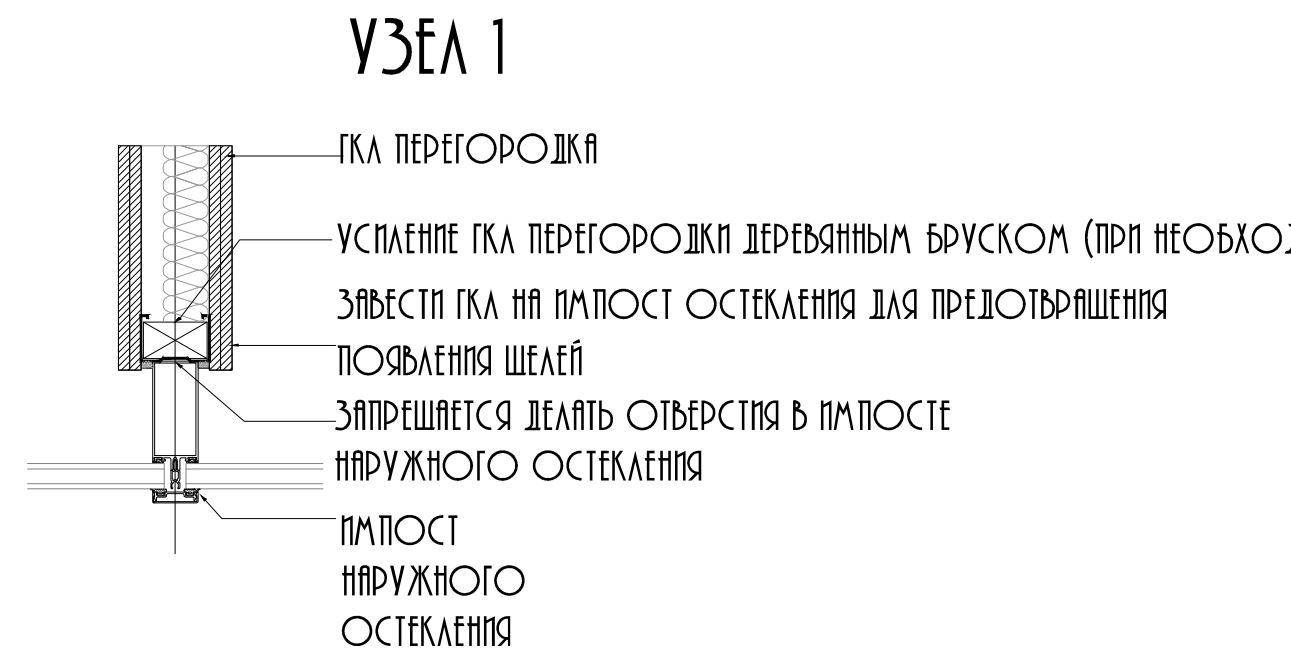 УЗЕЛ 1
ГКЛ ПЕРЕГОРОДКА
УСИЛЕНИЕ ГКЛ ПЕРЕГОРОДКИ ДЕРЕВЯННЫМ БРУСКОМ (ПРИ НЕОБХО
ЗАВЕСТИ ГКЛ НА ИМПОСТ ОСТЕКЛЕНИЯ ДЛЯ ПРЕДОТВРАЩЕНИЯ
ПОЯВЛЕНИЯ ЩЕЛЕЙ
ЗАПРЕЩАЕТСЯ ДЕЛАТЬ ОТВЕРСТИЯ В ИМПОСТЕ
НАРУЖНОГО ОСТЕКЛЕНИЯ
ИМПОСТ
НАРУЖНОГО
ОСТЕКЛЕНИЯ